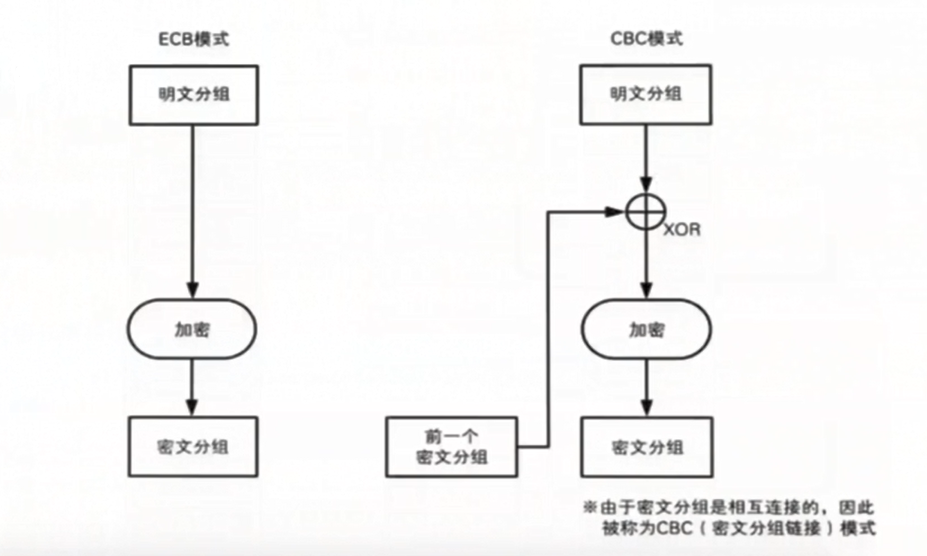 ECB模式
明文分组
加密
密文分组
CBC模式
明文分组
XOR
加密
前一个
密文分组
密文分组
※由于密文分组是相互连接的，因此
被称为CBC（密文分组链接）模式